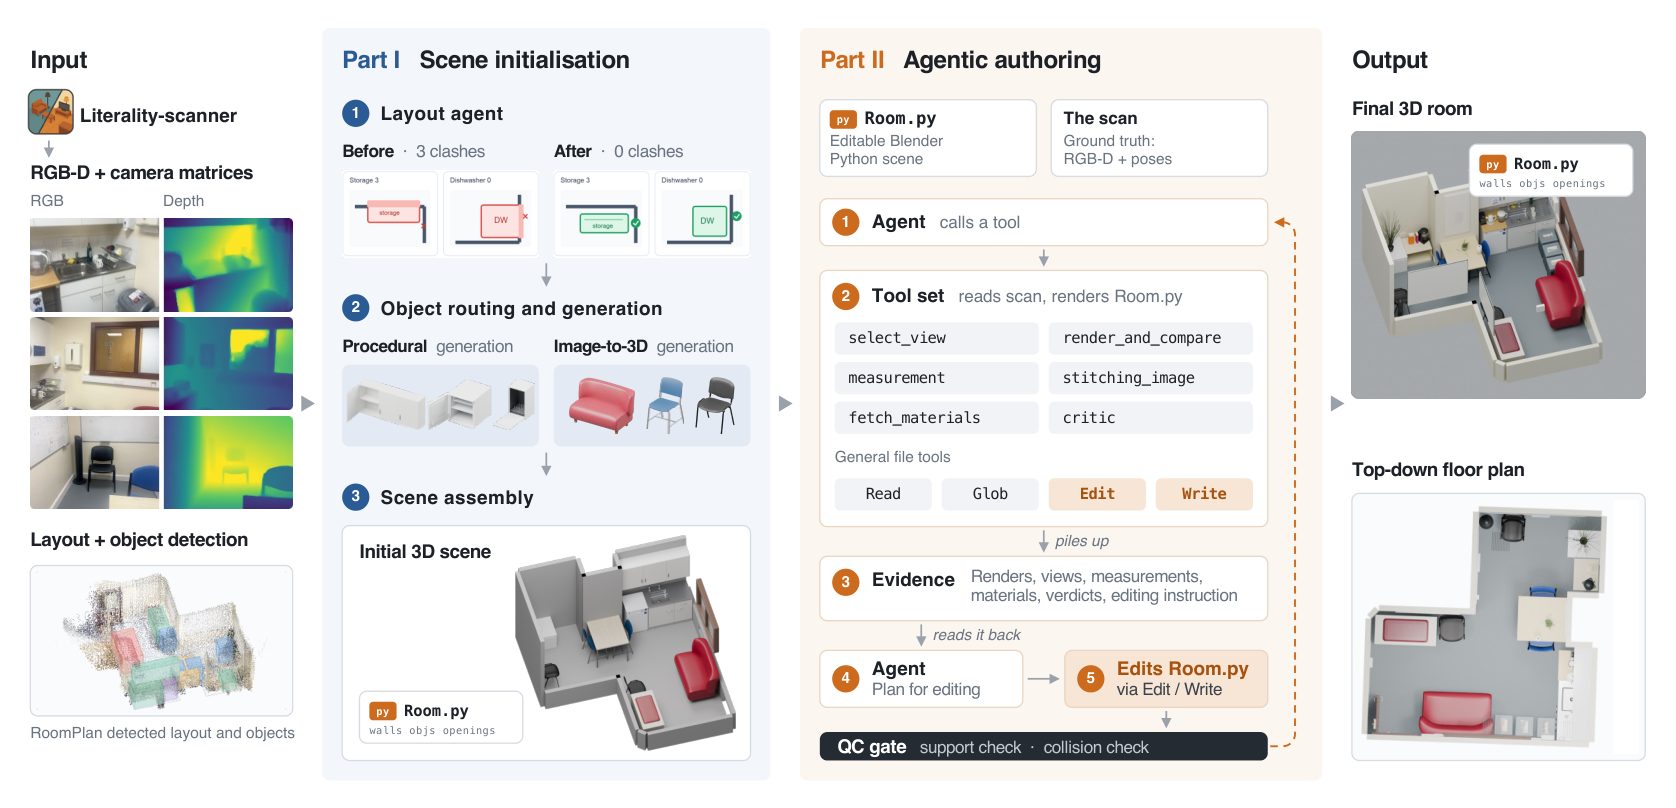 Input
Literality-scanner
RGB-D + camera matrices
RGB
Depth
Layout + object detection
RoomPlan detected layout and objects
Part I Scene initialisation
1 Layout agent
Before · 3 clashes
After · 0 clashes
Storage 3
storage
Dishwasher 0
DW
Storage 3
storage
Dishwasher 0
DW
2 Object routing and generation
Procedural generation
Image-to-3D generation
3 Scene assembly
Initial 3D scene
py Room.py
walls objs openings
Part II Agentic authoring
py Room.py
Editable Blender
Python scene
The scan
Ground truth:
RGB-D + poses
1 Agent calls a tool
2 Tool set reads scan, renders Room.py
select_view
render_and_compare
measurement
stitching_image
fetch_materials
critic
General file tools
Read
Glob
Edit
Write
piles up
3 Evidence Renders, views, measurements,
materials, verdicts, editing instruction
reads it back
4 Agent
Plan for editing
5 Edits Room.py
via Edit / Write
QC gate support check · collision check
Output
Final 3D room
py Room.py
walls objs openings
Top-down floor plan